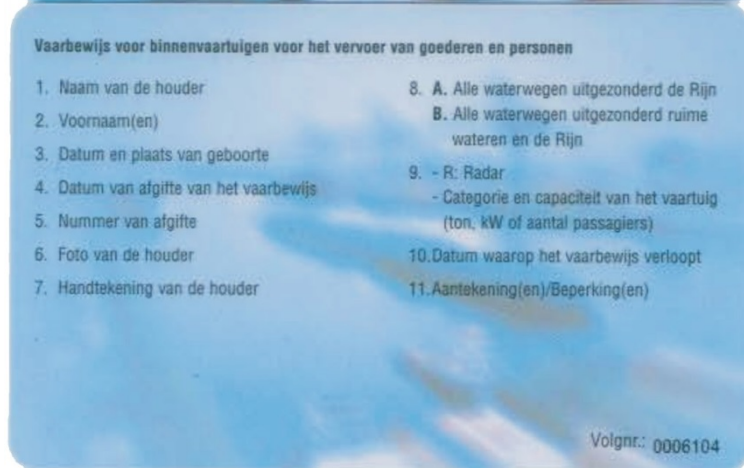 Vaarbewijs voor binnenvaartuigen voor het vervoer van goederen en personen
1. Naam van de houder
2. Voornaam(en)
3. Datum en plaats van geboorte
4. Datum van afgifte van het vaarbewijs
5. Nummer van afgifte
6. Foto van de houder
7. Handtekening van de houder
8. A. Alle waterwegen uitgezonderd de Rijn
B. Alle waterwegen uitgezonderd ruime
wateren en de Rijn
9. - R: Radar
- Categorie en capaciteit van het vaartuig
(ton, kW of aantal passagiers)
10.Datum waarop het vaarbewijs verloopt
11.Aantekening(en)/Beperking(en)
Volgnr.: 0006104